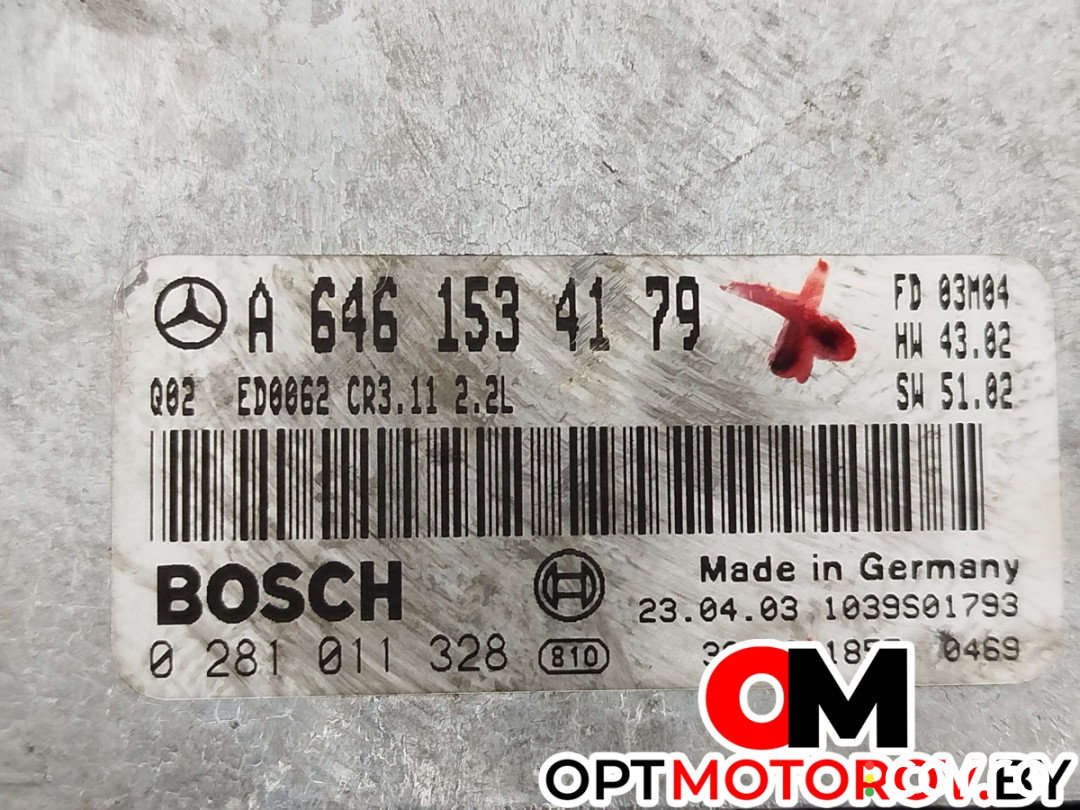 A 646 153 41 79
FD 03M04
HW 43.02
Q02 ED0062 CR3.11 2.2L
SW 51.02
BOSCH
Made in Germany
23.04.03 1039S01793
0 281 011 328 810
0469
OM